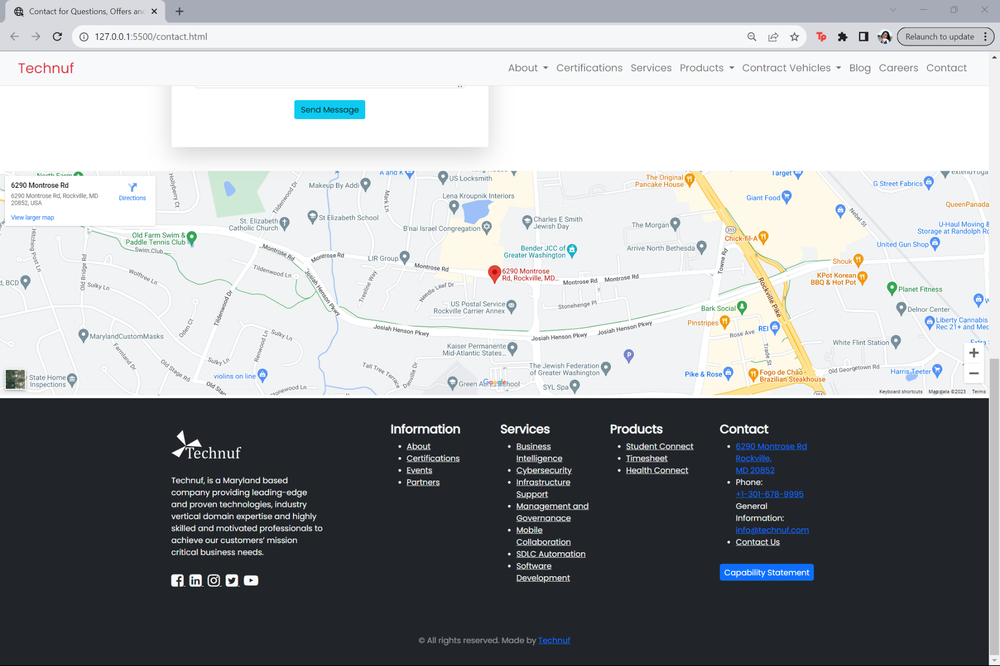 Contact for Questions, Offers and
127.0.0.1:5500/contact.html
Tp
Relaunch to update
Technuf
About
Certifications
Services
Products
Contract Vehicles
Blog
Careers
Contact
Send Message
North Farm
6290 Montrose Rd
6290 Montrose Rd, Rockville, MD
20852, USA
Directions
View larger map
Hollyberry Ct
Tildenwood Dr
Makeup By Addi
A and K
Mark Ln
US Locksmith
Lena Kroupnik Interiors
The Original
Pancake House
Target
extendYoga
G Street Fabrics
Giant Food
QueenPanada
Nebel St
St. Elizabeth
Catholic Church
St Elizabeth School
B'nai Israel Congregation
Charles E Smith
Jewish Day
The Morgan
355
Chick-fil-A
U-Haul Moving &
Storage at Randolph Rd
United Gun Shop
Old Farm Swim &
Paddle Tennis Club
Swim Club
Hitching Post Ln
Old Bridge Rd
Montrose Rd
Montrose Rd
LIR Group
Montrose Rd
Bender JCC of
Greater Washington
Arrive North Bethesda
Towne Rd
Shouk
KPot Korean
BBQ & Hot Pot
Wolftree Ln
Sulky Ln
Tildenwood Ln
Josiah Henson Pkwy
Treeline Way
Needle Leaf Dr
6290 Montrose
Rd, Rockville, MD...
Montrose Rd
Montrose Rd
Rockville Pike
Planet Fitness
d, BCD
Tildenwood Dr
US Postal Service
Rockville Carrier Annex
Stonehenge Pl
Bark Social
Pinstripes
REI
Delnor Center
Liberty Cannabis
Rec 21+ and Med
MarylandCustomMasks
Oden Ct
Josiah Henson Pkwy
Josiah Henson Pkwy
Josiah Henson Pkwy
Rose Ave
Trade St
White Flint Station
Extra
Farmland Dr
Renwood Ln
Sulky Ln
Sulky Ln
Kaiser Permanente
Mid-Atlantic States...
P
The Jewish Federation
of Greater Washington
Old Georgetown Rd
Harris Teeter
State Home
Inspections
Old Stage Rd
Old Stag
violins on line
Stonewood Ln
Tall Tree Terrace
Danville Dr
Green Acres School
Google
SYL Spa
Pike & Rose
Fogo de Chão
Brazilian Steakhouse
355
Keyboard shortcuts
Map data ©2023
Terms
Technuf
Technuf, is a Maryland based
company providing leading-edge
and proven technologies, industry
vertical domain expertise and highly
skilled and motivated professionals to
achieve our customers’ mission
critical business needs.
Information
About
Certifications
Events
Partners
Services
Business
Intelligence
Cybersecurity
Infrastructure
Support
Management and
Governanace
Mobile
Collaboration
SDLC Automation
Software
Development
Products
Student Connect
Timesheet
Health Connect
Contact
6290 Montrose Rd
Rockville,
MD 20852
Phone:
+1-301-678-9995
General
Information:
info@technuf.com
Contact Us
Capability Statement
© All rights reserved. Made by Technuf